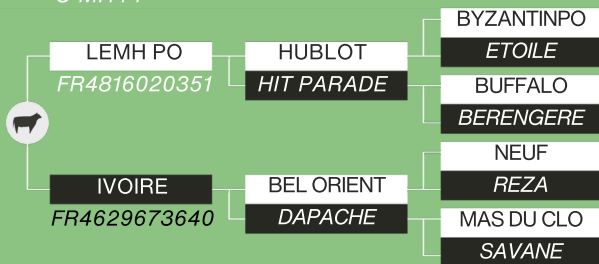 BYZANTINPO
LEMH PO
HUBLOT
ETOILE
FR4816020351
HIT PARADE
BUFFALO
BERENGERE
NEUF
IVOIRE
BEL ORIENT
REZA
FR4629673640
DAPACHE
MAS DU CLO
SAVANE